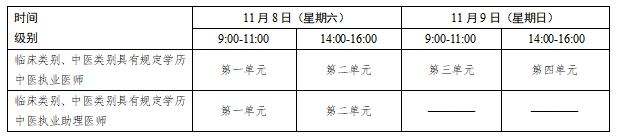 时间
级别
11月8日（星期六）
11月9日（星期日）
9:00-11:00
14:00-16:00
9:00-11:00
14:00-16:00
临床类别、中医类别具有规定学历
中医执业医师
第一单元
第二单元
第三单元
第四单元
临床类别、中医类别具有规定学历
中医执业助理医师
第一单元
第二单元
————
————